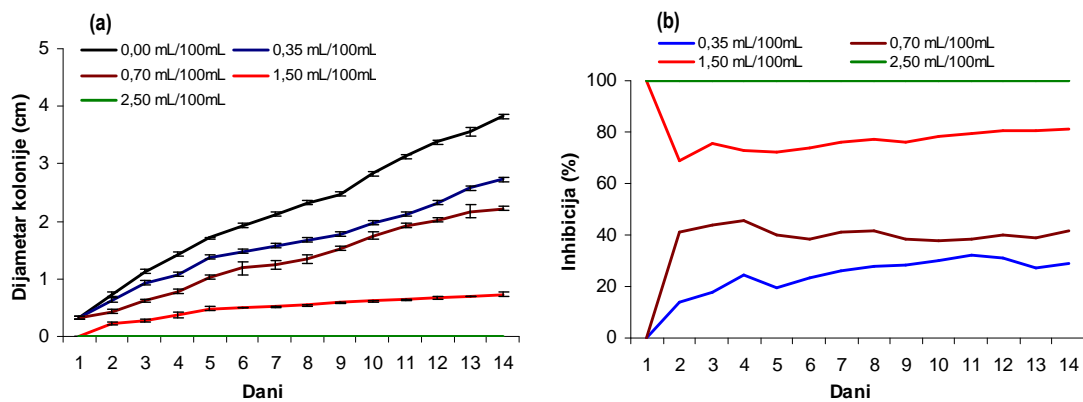 (a)
0,00 mL/100mL 0,35 mL/100mL
0,70 mL/100mL 1,50 mL/100mL
2,50 mL/100mL
Dijametar kolonije (cm)
5
4
3
2
1
0
1 2 3 4 5 6 7 8 9 10 11 12 13 14
Dani
(b)
0,35 mL/100mL 0,70 mL/100mL
1,50 mL/100mL 2,50 mL/100mL
Inhibicija (%)
100
80
60
40
20
0
1 2 3 4 5 6 7 8 9 10 11 12 13 14
Dani